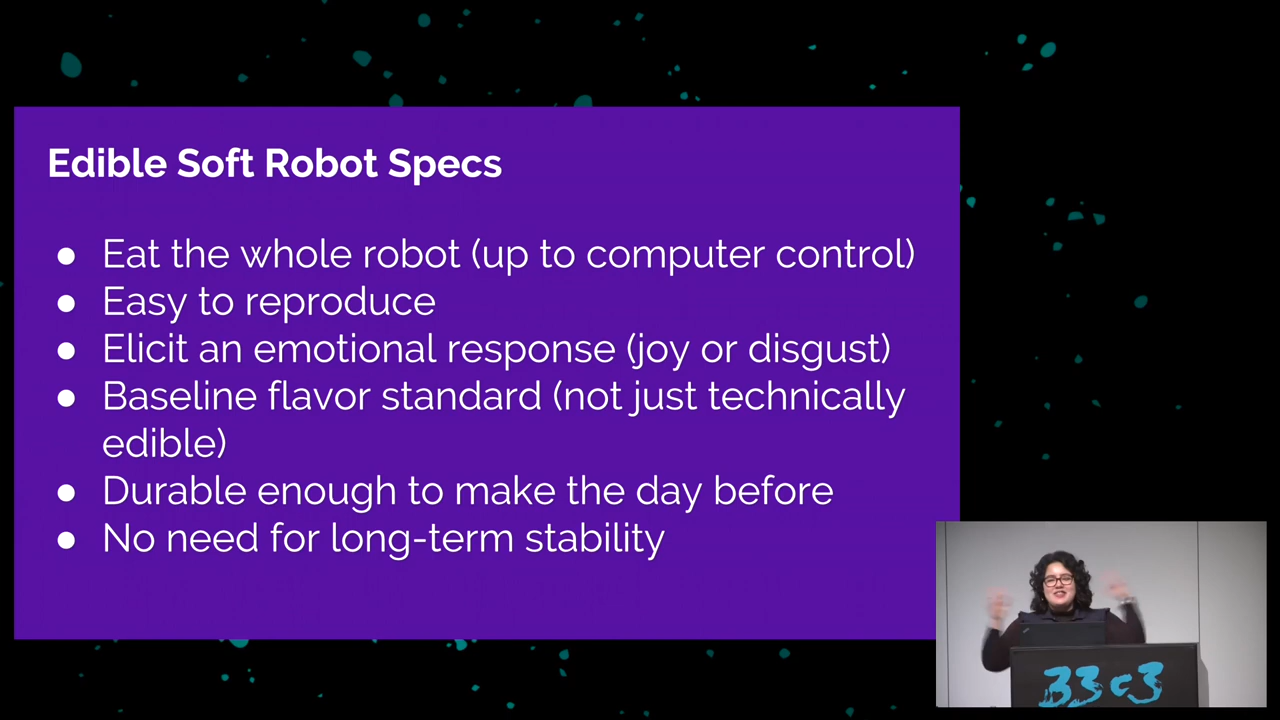 Edible Soft Robot Specs
● Eat the whole robot (up to computer control)
● Easy to reproduce
● Elicit an emotional response (joy or disgust)
● Baseline flavor standard (not just technically
edible)
● Durable enough to make the day before
● No need for long-term stability
33c3